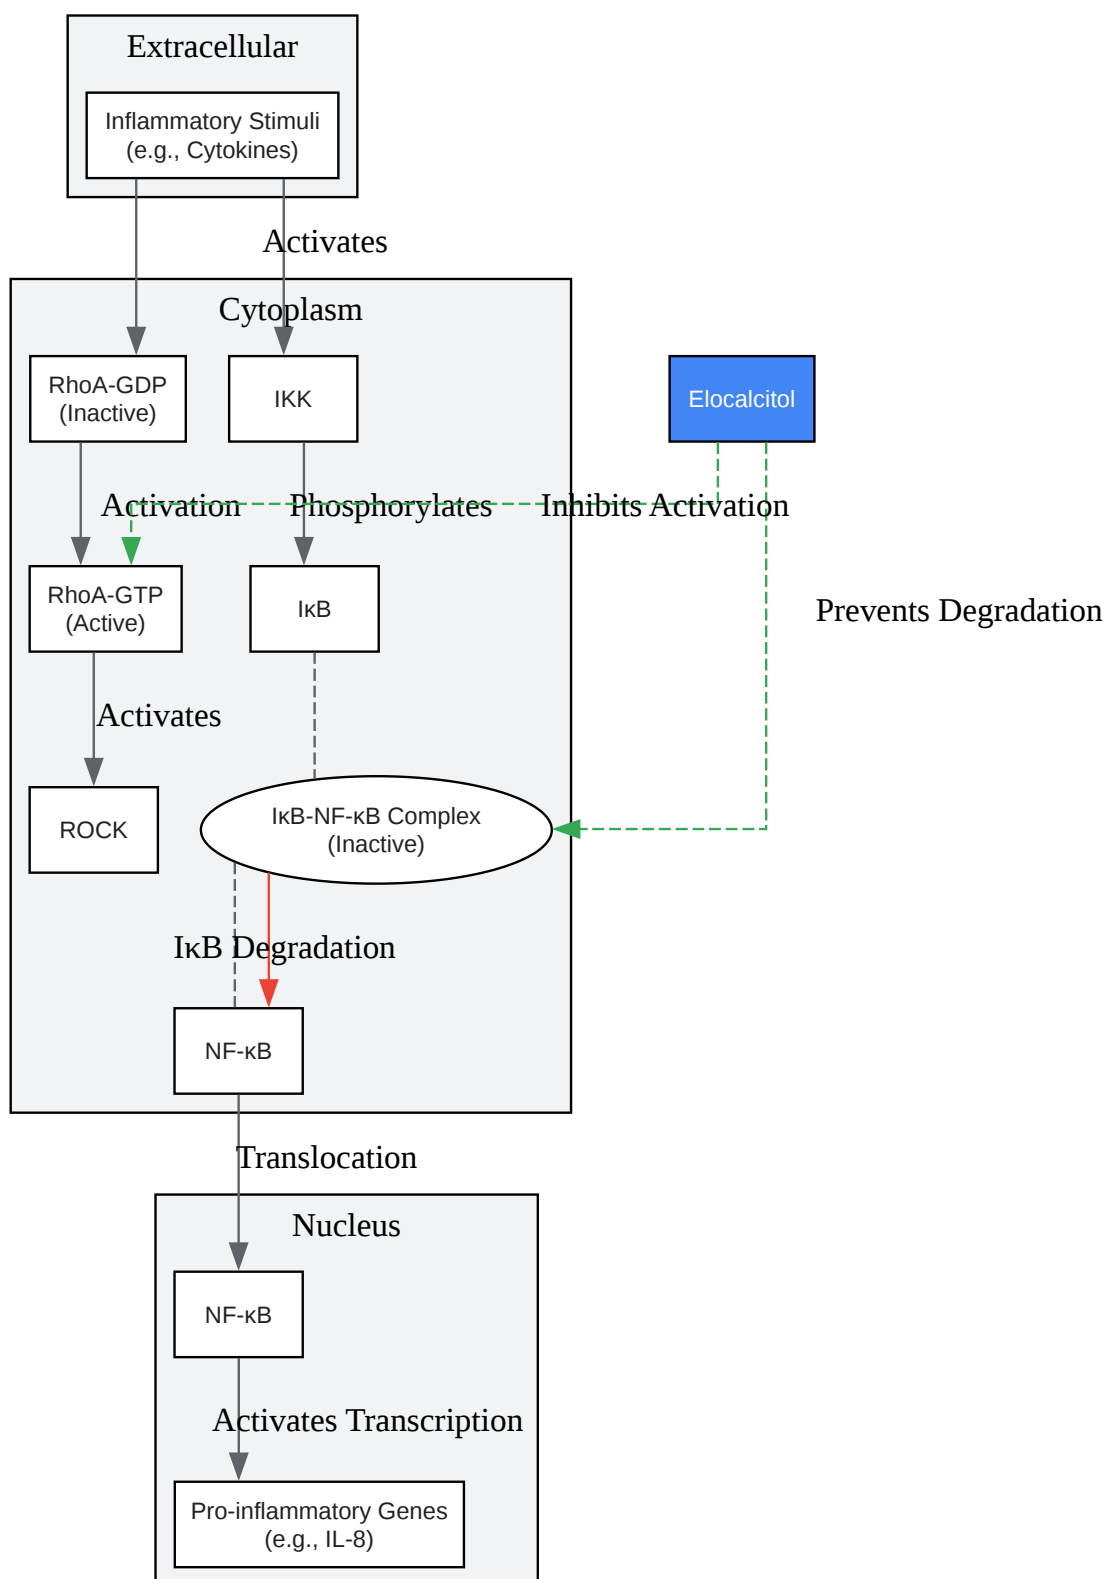 Extracellular
Inflammatory Stimuli
(e.g., Cytokines)
Activates
Cytoplasm
RhoA-GDP
(Inactive)
IKK
Elocalcitol
Activation
Phosphorylates
Inhibits Activation
RhoA-GTP
(Active)
IκB
Prevents Degradation
Activates
ROCK
IκB-NF-κB Complex
(Inactive)
IκB Degradation
NF-κB
Translocation
Nucleus
NF-κB
Activates Transcription
Pro-inflammatory Genes
(e.g., IL-8)